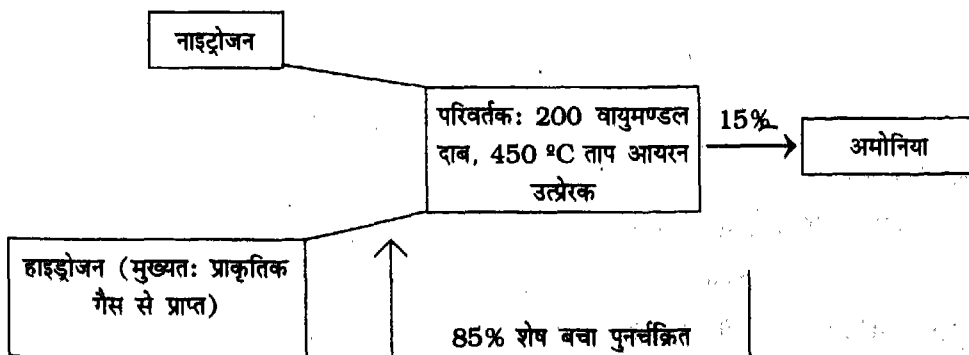 नाइट्रोजन
परिवर्तक: 200 वायुमण्डल
दाब, 450 ºC ताप आयरन
उत्प्रेरक
15%
अमोनिया
हाइड्रोजन (मुख्यत: प्राकृतिक
गैस से प्राप्त)
85% शेष बचा पुनर्चक्रित